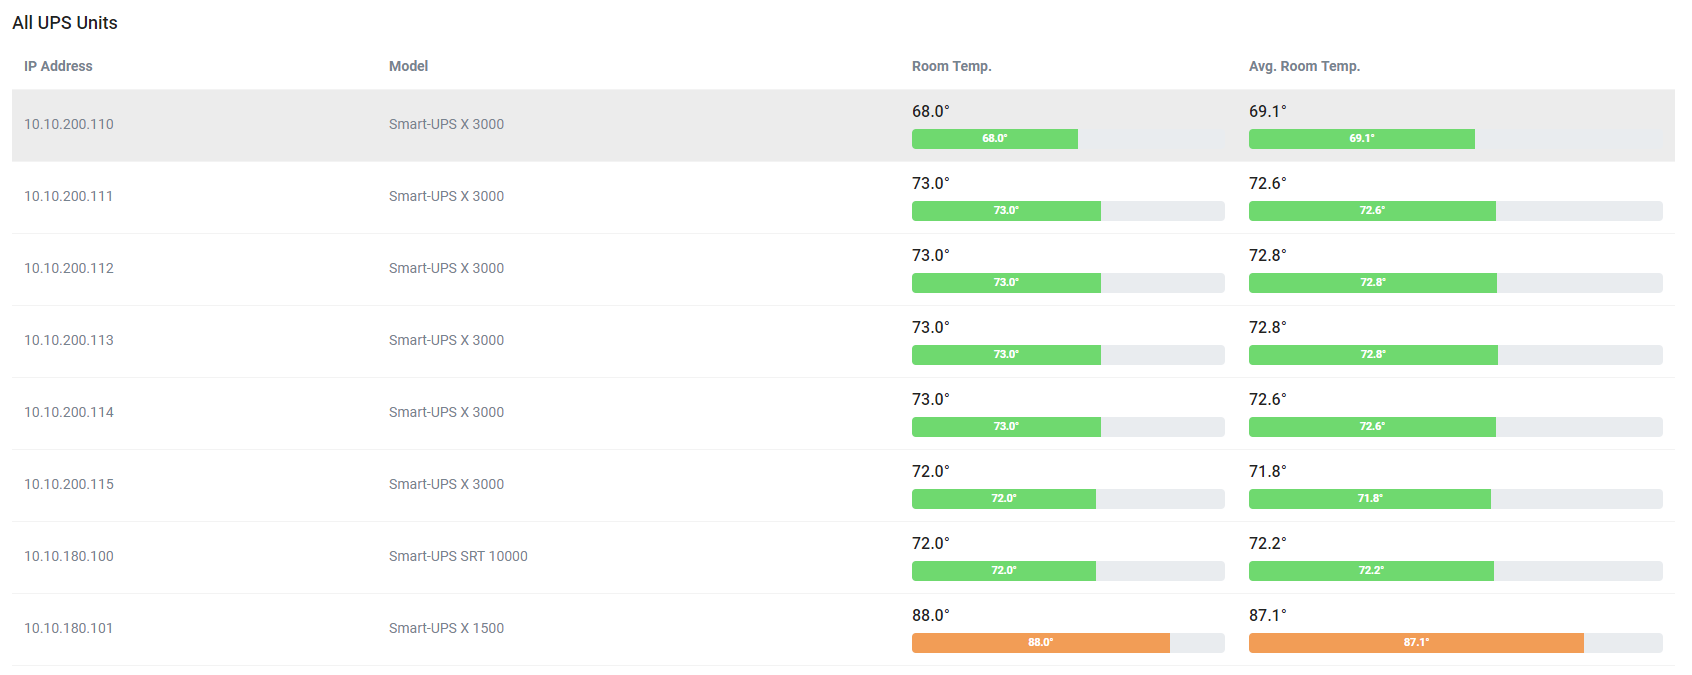 All UPS Units
IP Address Model Room Temp. Avg. Room Temp.
10.10.200.110 Smart-UPS X 3000 68.0° 69.1°
68.0° 69.1°
10.10.200.111 Smart-UPS X 3000 73.0° 72.6°
73.0° 72.6°
10.10.200.112 Smart-UPS X 3000 73.0° 72.8°
73.0° 72.8°
10.10.200.113 Smart-UPS X 3000 73.0° 72.8°
73.0° 72.8°
10.10.200.114 Smart-UPS X 3000 73.0° 72.6°
73.0° 72.6°
10.10.200.115 Smart-UPS X 3000 72.0° 71.8°
72.0° 71.8°
10.10.180.100 Smart-UPS SRT 10000 72.0° 72.2°
72.0° 72.2°
10.10.180.101 Smart-UPS X 1500 88.0° 87.1°
88.0° 87.1°